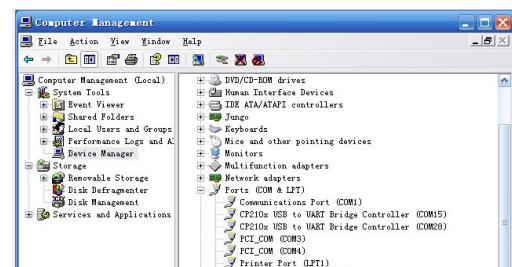 Computer Management
File Action View Window Help
Computer Management (Local)
System Tools
Event Viewer
Shared Folders
Local Users and Groups
Performance Logs and Al
Device Manager
Storage
Removable Storage
Disk Defragmenter
Disk Management
Services and Applications
DVD/CD-ROM drives
Human Interface Devices
IDE ATA/ATAPI controllers
Jungo
Keyboards
Mice and other pointing devices
Monitors
Multifunction adapters
Network adapters
Ports (COM & LPT)
Communications Port (COM1)
CP210x USB to UART Bridge Controller (COM15)
CP210x USB to UART Bridge Controller (COM28)
PCI_COM (COM3)
PCI_COM (COM4)
Printer Port (LPT1)